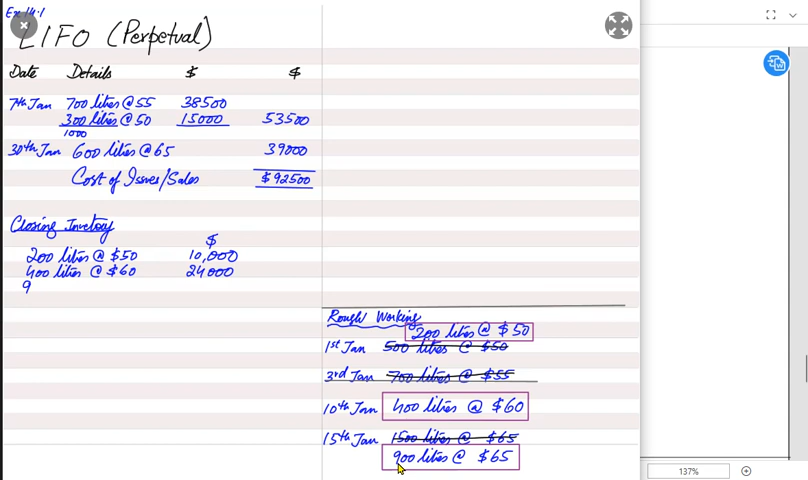 Ex 14.1
LIFO (Perpetual)
Date Details $ $
7th Jan 700 litres @ 55 38500
300 litres @ 50 15000 53500
1000
30th Jan 600 litres @ 65 39000
Cost of Issues/Sales $92500
Closing Inventory
$
200 litres @ $50 10,000
400 litres @ $60 24000
9
Rough Working
200 litres @ $50
1st Jan 500 litres @ $50
3rd Jan 700 litres @ $55
10th Jan 400 litres @ $60
15th Jan 1500 litres @ $65
900 litres @ $65
137%